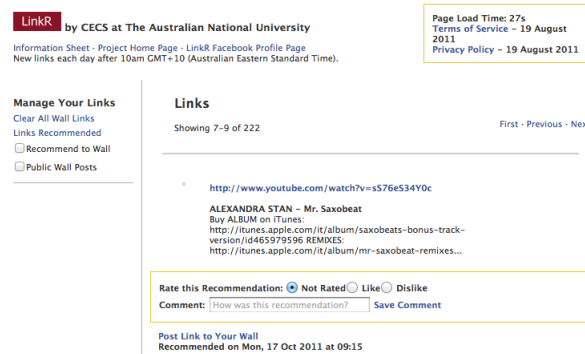 LinkR by CECS at The Australian National University
Information Sheet · Project Home Page · LinkR Facebook Profile Page
New links each day after 10am GMT+10 (Australian Eastern Standard Time).
Page Load Time: 27s
Terms of Service – 19 August
2011
Privacy Policy – 19 August 2011
Manage Your Links
Clear All Wall Links
Links Recommended
Recommend to Wall
Public Wall Posts
Links
Showing 7–9 of 222
First · Previous · Nex
http://www.youtube.com/watch?v=sS76eS34Y0c
ALEXANDRA STAN – Mr. Saxobeat
Buy ALBUM on iTunes:
http://itunes.apple.com/it/album/saxobeats-bonus-track-
version/id465979596 REMIXES:
http://itunes.apple.com/it/album/mr-saxobeat-remixes...
Rate this Recommendation: Not Rated Like Dislike
Comment: How was this recommendation? Save Comment
Post Link to Your Wall
Recommended on Mon, 17 Oct 2011 at 09:15